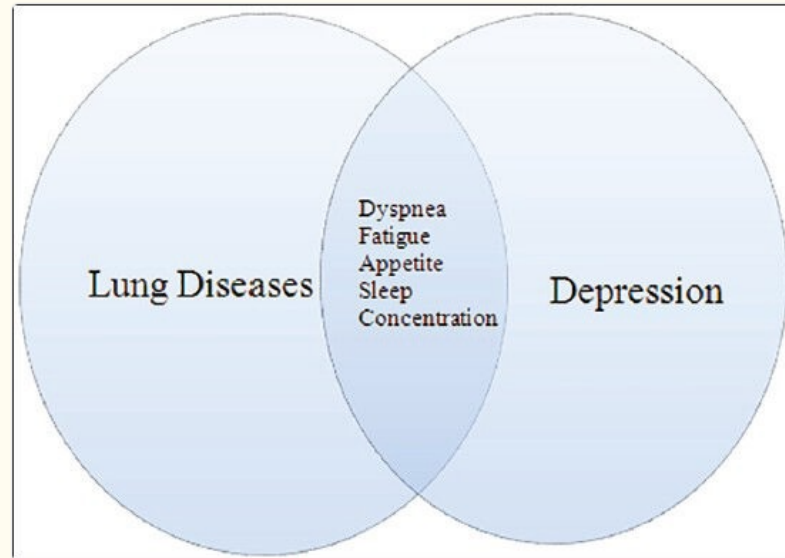 Lung Diseases
Dyspnea
Fatigue
Appetite
Sleep
Concentration
Depression